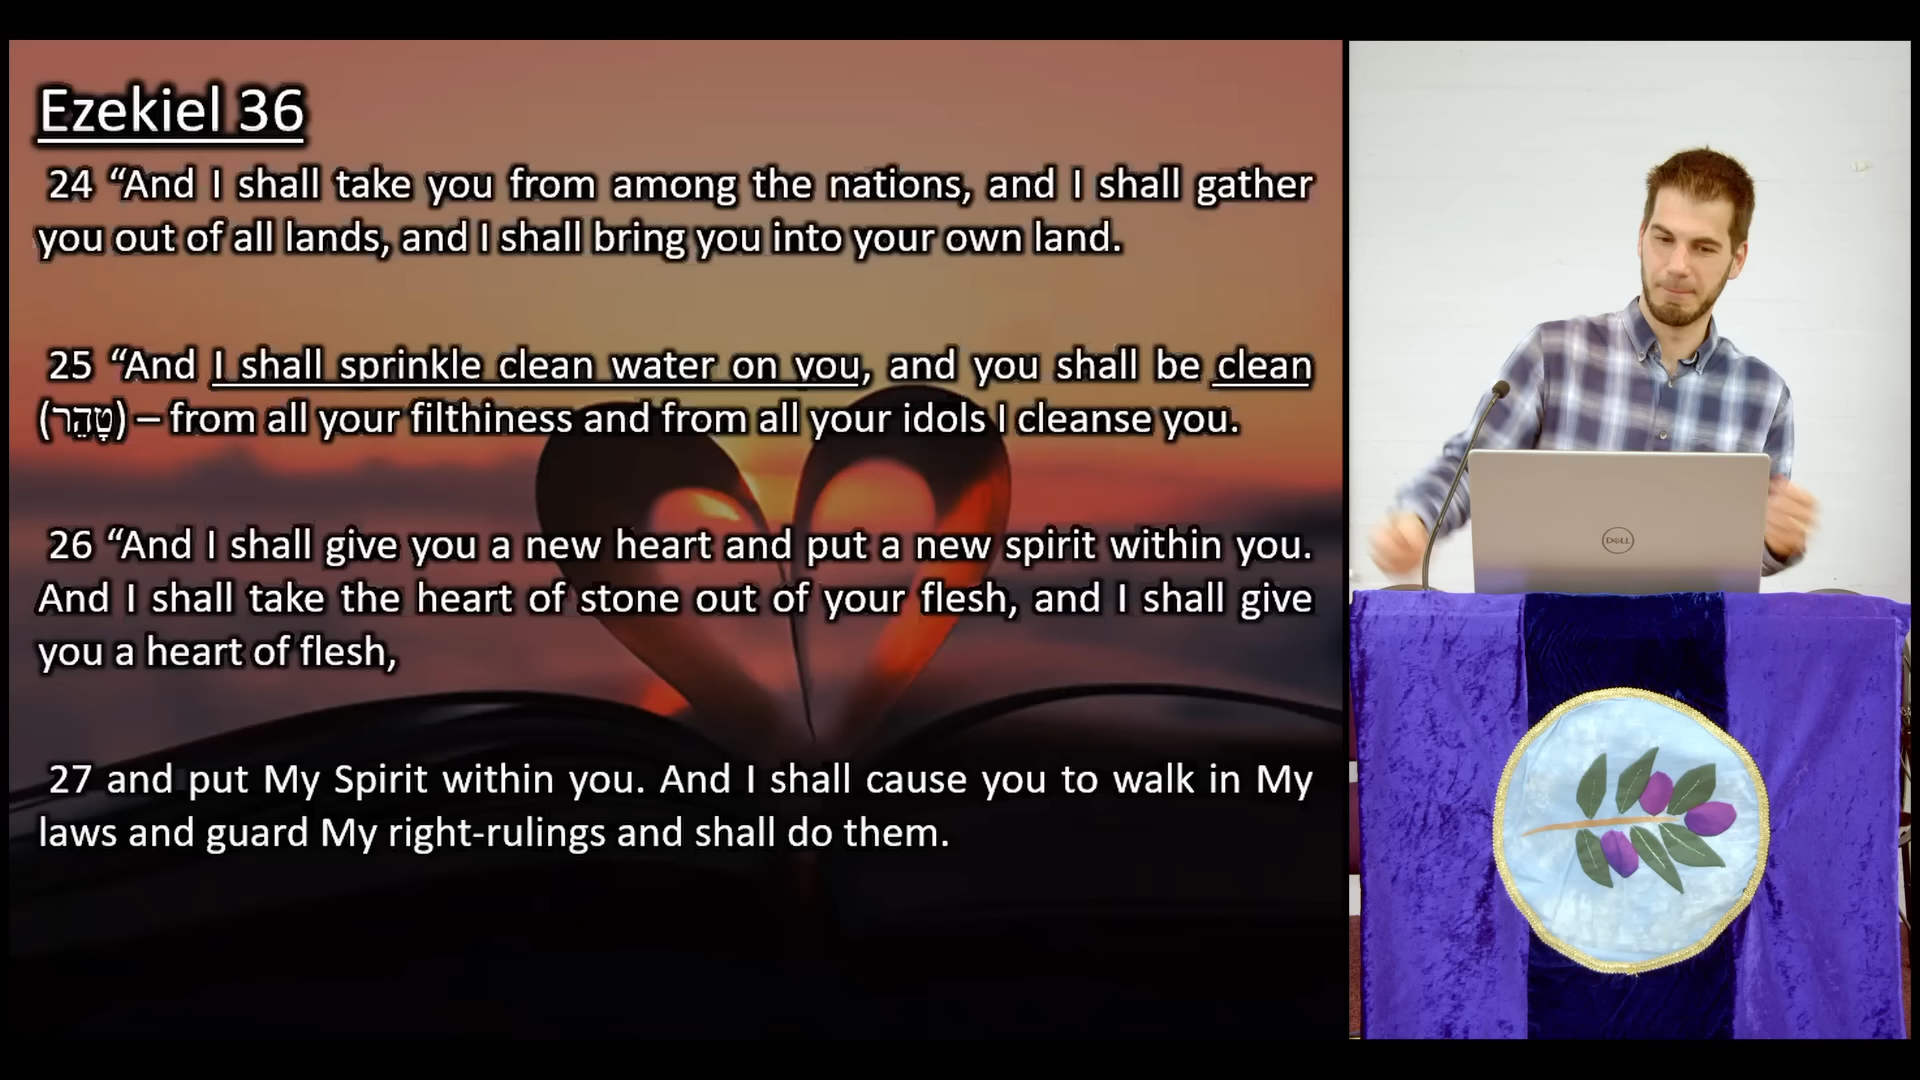 Ezekiel 36
24 “And I shall take you from among the nations, and I shall gather
you out of all lands, and I shall bring you into your own land.
25 “And I shall sprinkle clean water on you, and you shall be clean
(טָהֵר) – from all your filthiness and from all your idols I cleanse you.
26 “And I shall give you a new heart and put a new spirit within you.
And I shall take the heart of stone out of your flesh, and I shall give
you a heart of flesh,
27 and put My Spirit within you. And I shall cause you to walk in My
laws and guard My right-rulings and shall do them.
DELL